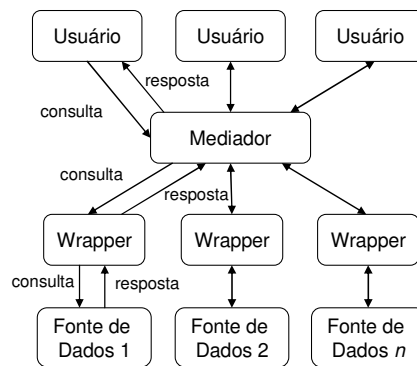 Usuário Usuário Usuário
resposta
consulta
Mediador
consulta
resposta
Wrapper Wrapper Wrapper
consulta
resposta
Fonte de Fonte de Fonte de
Dados 1 Dados 2 Dados n